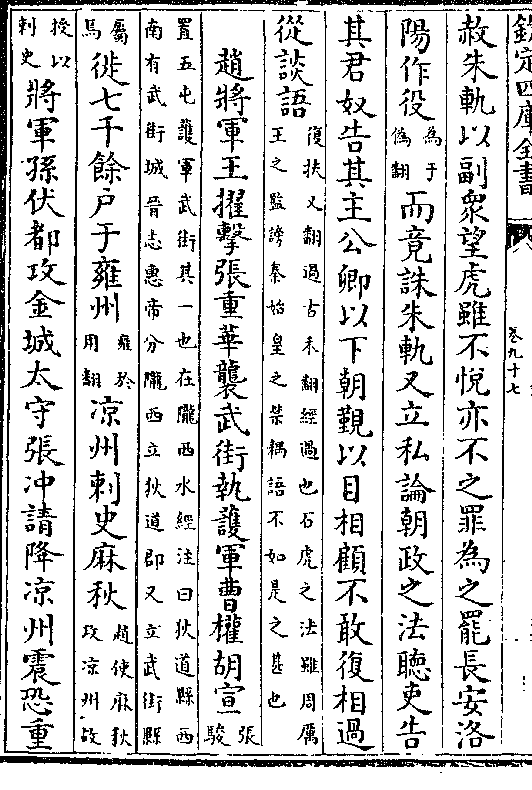 欽定四庫全書
卷九十七
赦朱軌以副衆望虎雖不悅亦不之罪為之罷長安洛
陽作役為于偽翻而竟誅朱軌又立私論朝政之法聽吏告
其君奴告其主公卿以下朝覲以目相顧不敢復相過
從談語復扶又翻過古禾翻經過也石虎之法雖周厲王之監謗秦始皇之禁耦語不如是之甚也
趙將軍王擢擊張重華襲武街執護軍曹權胡宣張駿
置五屯護軍武街其一也在隴西水經注曰狄道縣西南有武街城晉志惠帝分隴西立狄道郡又立武街縣
屬馬徙七千餘户于雍州雍於用翻凉州刺史麻秋趙使麻秋攻凉州故
授以刺史將軍孫伏都攻金城太守張冲請降凉州震恐重